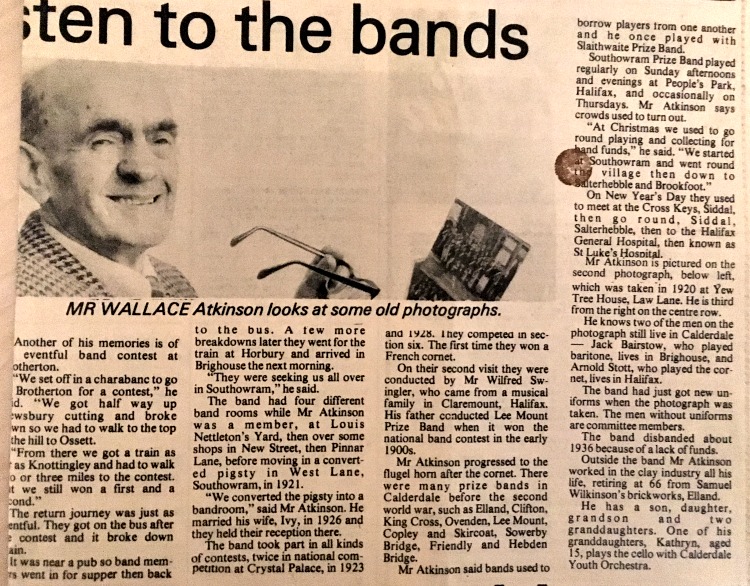 sten to the bands
MR WALLACE Atkinson looks at some old photographs.
Another of his memories is of
eventful band contest at
otherton.
"We set off in a charabanc to go
Brotherton for a contest," he
d. "We got half way up
ewsbury cutting and broke
wn so we had to walk to the top
the hill to Ossett.
"From there we got a train as
as Knottingley and had to walk
o or three miles to the contest.
t we still won a first and a
cond."
The return journey was just as
entful. They got on the bus after
contest and it broke down
ain.
It was near a pub so band mem-
s went in for supper then back
to the bus. A few more
breakdowns later they went for the
train at Horbury and arrived in
Brighouse the next morning.
"They were seeking us all over
in Southowram," he said.
The band had four different
band rooms while Mr Atkinson
was a member, at Louis
Nettleton's Yard, then over some
shops in New Street, then Pinnar
Lane, before moving in a convert-
ed pigsty in West Lane,
Southowram, in 1921.
"We converted the pigsty into a
bandroom," said Mr Atkinson. He
married his wife, Ivy, in 1926 and
they held their reception there.
The band took part in all kinds
of contests, twice in national com-
petition at Crystal Palace, in 1923
and 1928. They competed in sec-
tion six. The first time they won a
French cornet.
On their second visit they were
conducted by Mr Wilfred Sw-
ingler, who came from a musical
family in Claremount, Halifax.
His father conducted Lee Mount
Prize Band when it won the
national band contest in the early
1900s.
Mr Atkinson progressed to the
flugel horn after the cornet. There
were many prize bands in
Calderdale before the second
world war, such as Elland, Clifton,
King Cross, Ovenden, Lee Mount,
Copley and Skircoat, Sowerby
Bridge, Friendly and Hebden
Bridge.
Mr Atkinson said bands used to
borrow players from one another
and he once played with
Slaithwaite Prize Band.
Southowram Prize Band played
regularly on Sunday afternoons
and evenings at People's Park,
Halifax, and occasionally on
Thursdays. Mr Atkinson says
crowds used to turn out.
"At Christmas we used to go
round playing and collecting for
band funds," he said. "We started
at Southowram and went round
the village then down to
Salterhebble and Brookfoot."
On New Year's Day they used
to meet at the Cross Keys, Siddal,
then go round, Siddal,
Salterhebble, then to the Halifax
General Hospital, then known as
St Luke's Hospital.
Mr Atkinson is pictured on the
second photograph, below left,
which was taken in 1920 at Yew
Tree House, Law Lane. He is third
from the right on the centre row.
He knows two of the men on the
photograph still live in Calderdale
— Jack Bairstow, who played
baritone, lives in Brighouse, and
Arnold Stott, who played the cor-
net, lives in Halifax.
The band had just got new un-
iforms when the photograph was
taken. The men without uniforms
are committee members.
The band disbanded about
1936 because of a lack of funds.
Outside the band Mr Atkinson
worked in the clay industry all his
life, retiring at 66 from Samuel
Wilkinson's brickworks, Elland.
He has a son, daughter,
grandson and two
granddaughters. One of his
granddaughters, Kathryn, aged
15, plays the cello with Calderdale
Youth Orchestra.